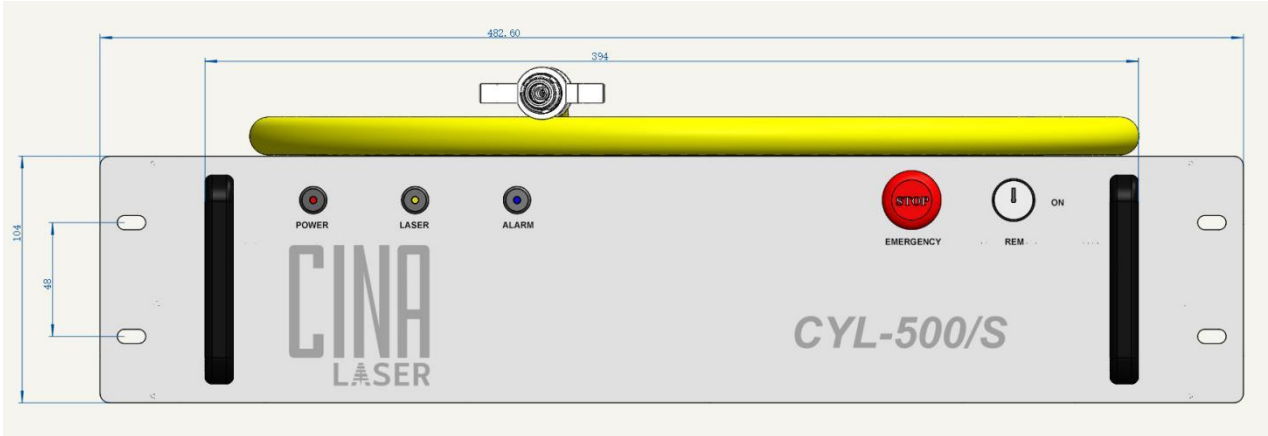 482.60
394
STOP
POWER
LASER
ALARM
ON
EMERGENCY
REM
104
48
CINA
LASER
CYL-500/S